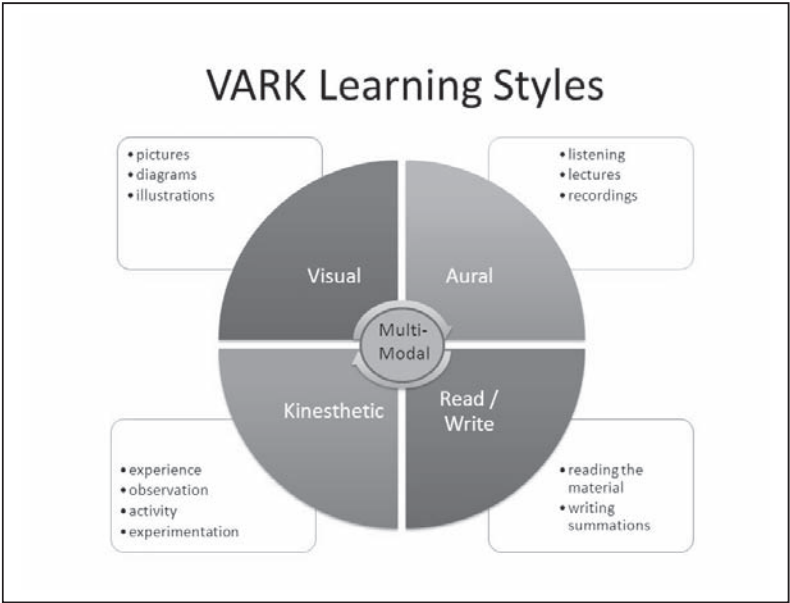 VARK Learning Styles
• pictures
• diagrams
• illustrations
• listening
• lectures
• recordings
Visual
Aural
Multi-
Modal
Kinesthetic
Read /
Write
• experience
• observation
• activity
• experimentation
• reading the
material
• writing
summations